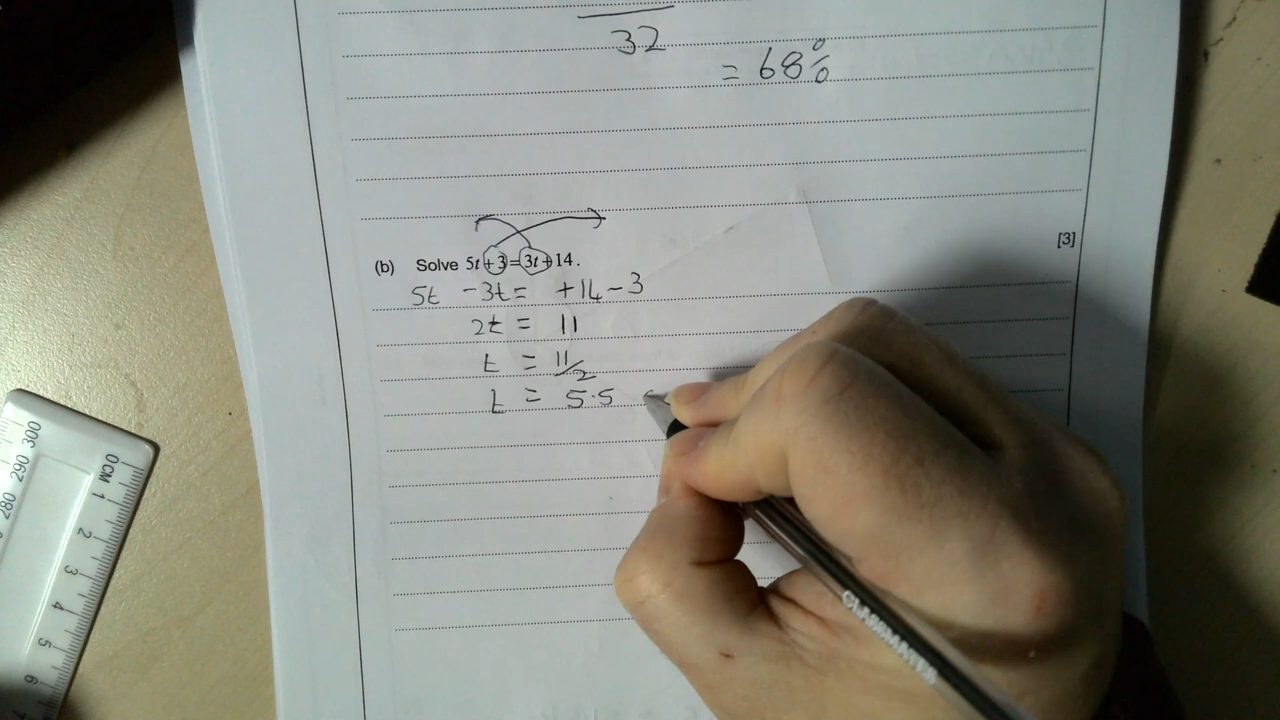 32
= 68%
[3]
(b) Solve 5t + 3 = 3t + 14.
5t - 3t = + 14 - 3
2t = 11
t = 11/2
t = 5.5
280 290 300
0CM 1 2 3 4 5 6
CLASSMATES